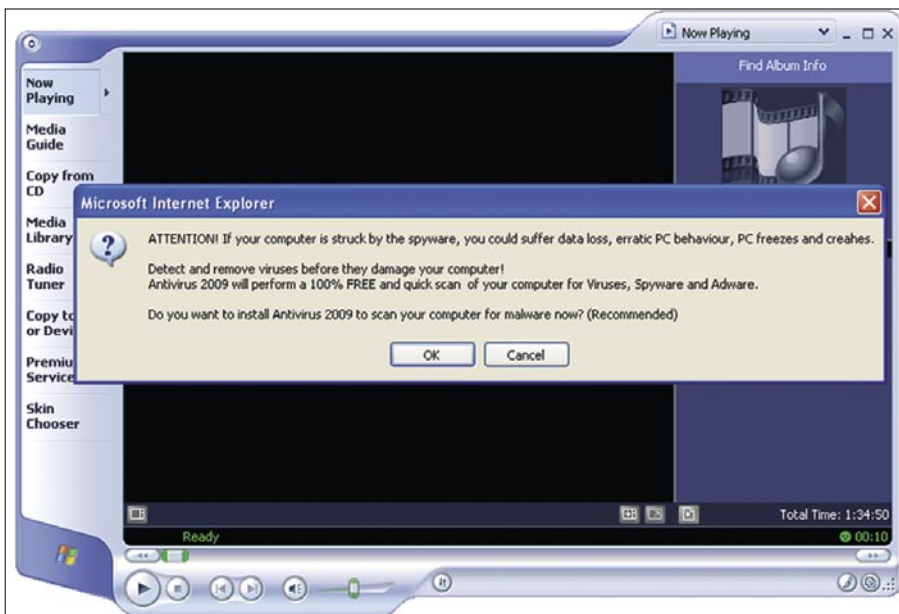 Now Playing
Find Album Info
Now
Playing
Media
Guide
Copy from
CD
Media
Library
Radio
Tuner
Copy to
or Devi
Premiu
Service
Skin
Chooser
Microsoft Internet Explorer
ATTENTION! If your computer is struck by the spyware, you could suffer data loss, erratic PC behaviour, PC freezes and creahes.
Detect and remove viruses before they damage your computer!
Antivirus 2009 will perform a 100% FREE and quick scan of your computer for Viruses, Spyware and Adware.
Do you want to install Antivirus 2009 to scan your computer for malware now? (Recommended)
OK
Cancel
Total Time: 1:34:50
Ready
00:10